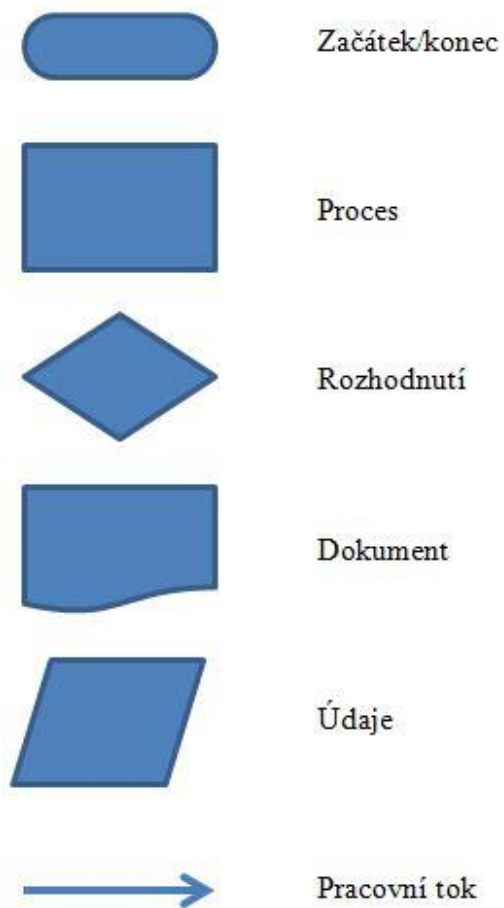 Začátek/konec
Proces
Rozhodnutí
Dokument
Údaje
Pracovní tok